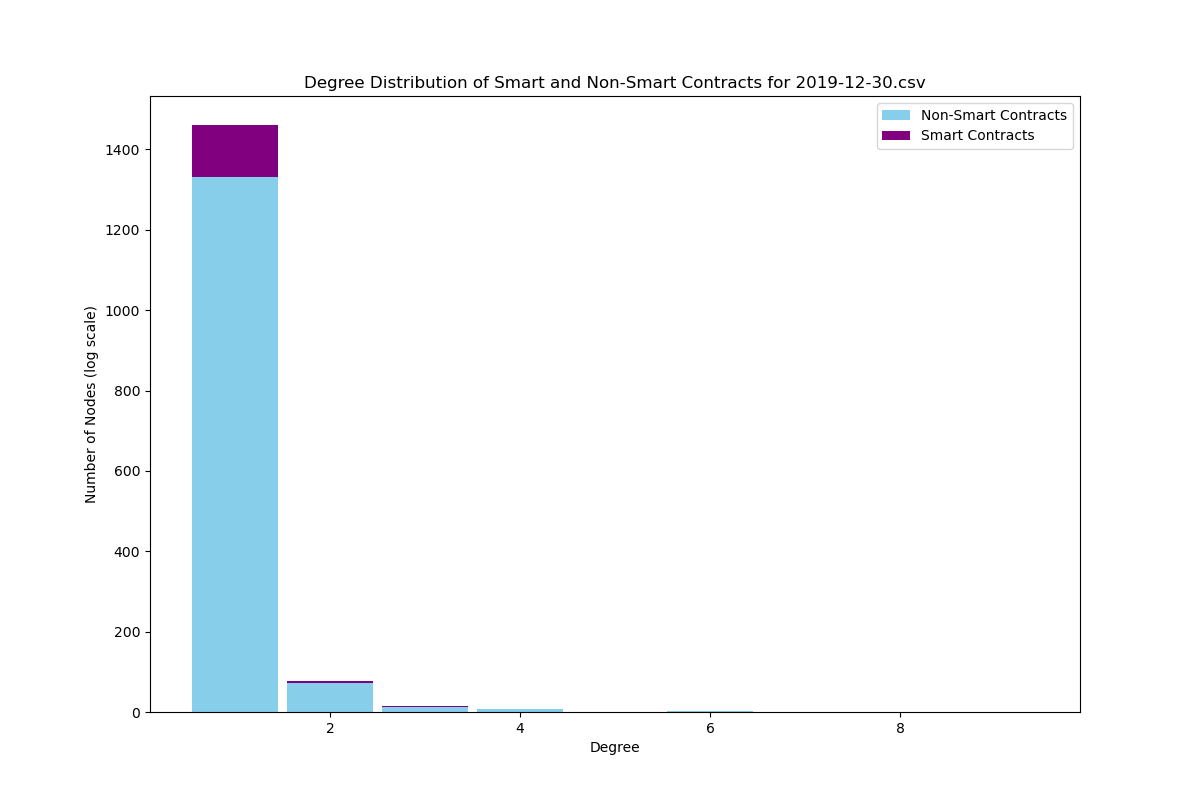 Degree Distribution of Smart and Non-Smart Contracts for 2019-12-30.csv
Non-Smart Contracts
Smart Contracts
Number of Nodes (log scale)
1400
1200
1000
800
600
400
200
0
2 4 6 8
Degree